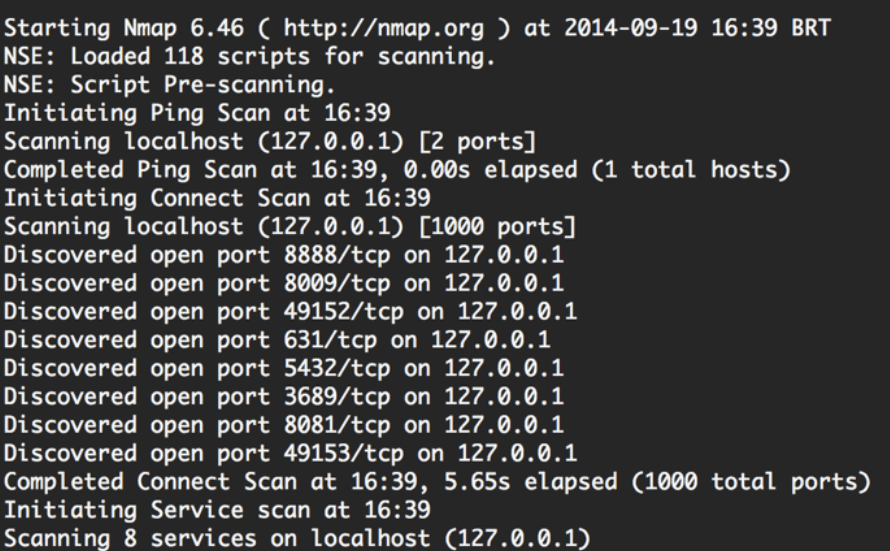 Starting Nmap 6.46 ( http://nmap.org ) at 2014-09-19 16:39 BRT
NSE: Loaded 118 scripts for scanning.
NSE: Script Pre-scanning.
Initiating Ping Scan at 16:39
Scanning localhost (127.0.0.1) [2 ports]
Completed Ping Scan at 16:39, 0.00s elapsed (1 total hosts)
Initiating Connect Scan at 16:39
Scanning localhost (127.0.0.1) [1000 ports]
Discovered open port 8888/tcp on 127.0.0.1
Discovered open port 8009/tcp on 127.0.0.1
Discovered open port 49152/tcp on 127.0.0.1
Discovered open port 631/tcp on 127.0.0.1
Discovered open port 5432/tcp on 127.0.0.1
Discovered open port 3689/tcp on 127.0.0.1
Discovered open port 8081/tcp on 127.0.0.1
Discovered open port 49153/tcp on 127.0.0.1
Completed Connect Scan at 16:39, 5.65s elapsed (1000 total ports)
Initiating Service scan at 16:39
Scanning 8 services on localhost (127.0.0.1)